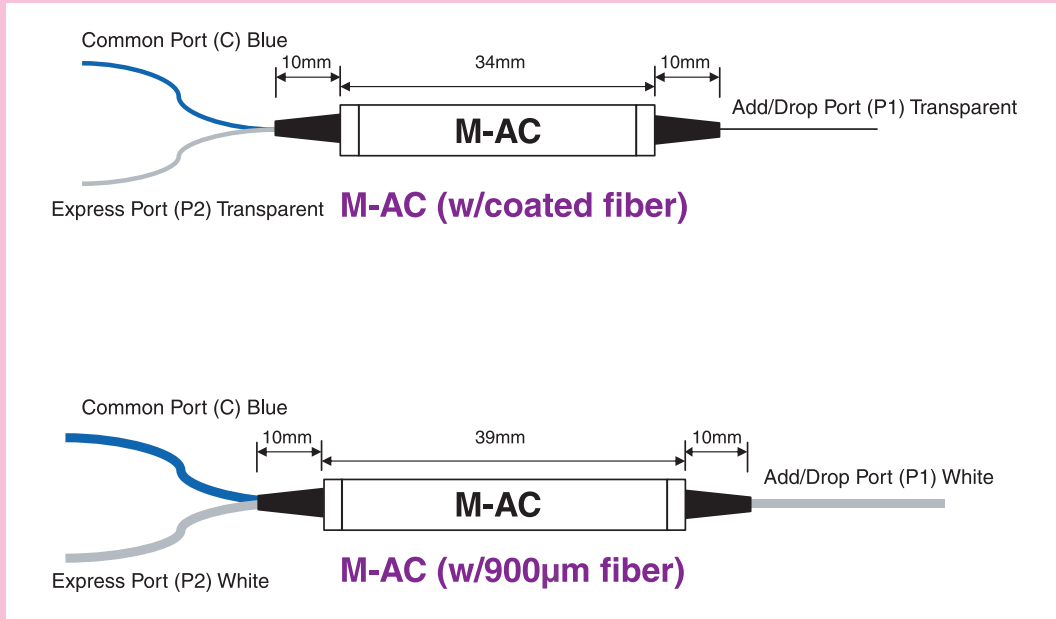 Common Port (C) Blue
10mm
34mm
10mm
Add/Drop Port (P1) Transparent
M-AC
Express Port (P2) Transparent
M-AC (w/coated fiber)
Common Port (C) Blue
10mm
39mm
10mm
Add/Drop Port (P1) White
M-AC
Express Port (P2) White
M-AC (w/900µm fiber)